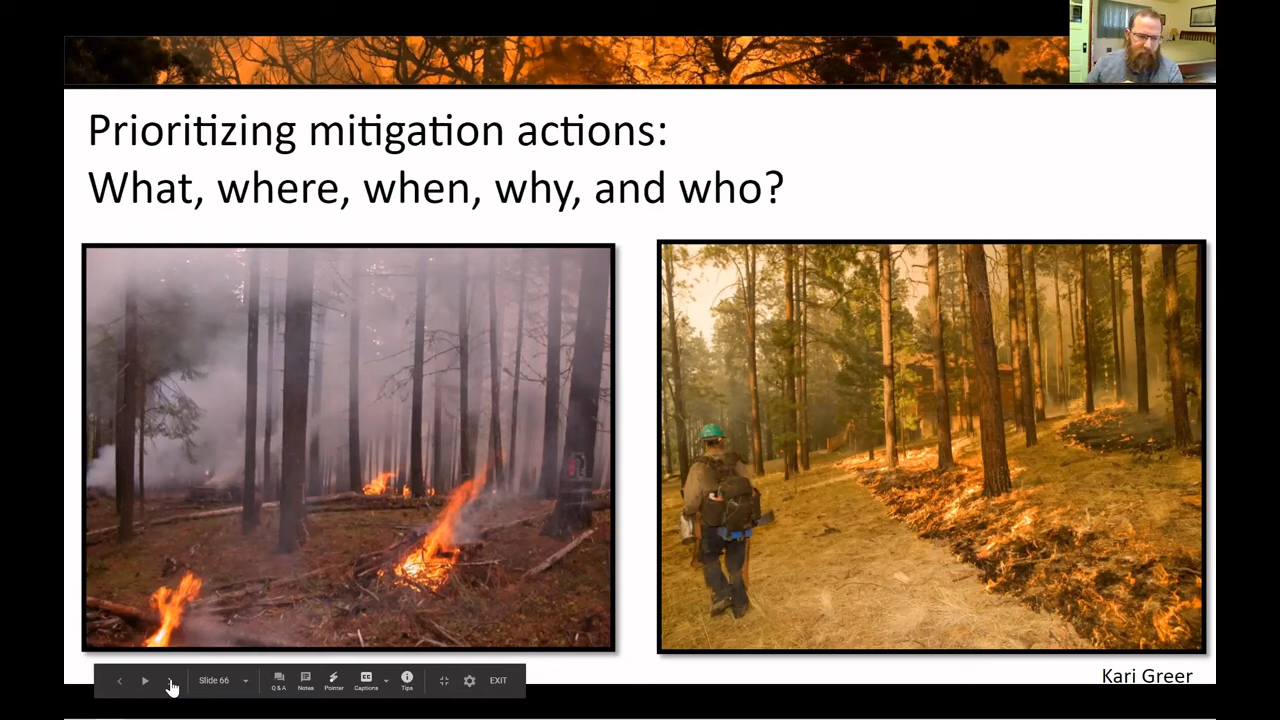 Prioritizing mitigation actions:
What, where, when, why, and who?
Kari Greer
Slide 66
Q & A
Notes
Pointer
Captions
Tips
EXIT